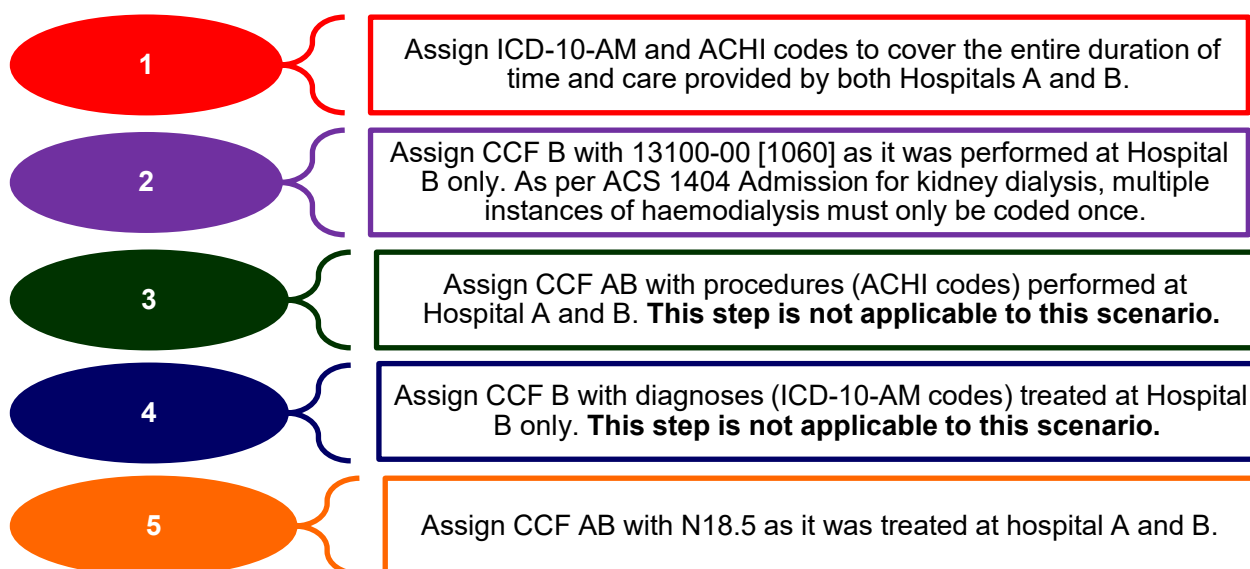 1
Assign ICD-10-AM and ACHI codes to cover the entire duration of
time and care provided by both Hospitals A and B.
2
Assign CCF B with 13100-00 [1060] as it was performed at Hospital
B only. As per ACS 1404 Admission for kidney dialysis, multiple
instances of haemodialysis must only be coded once.
3
Assign CCF AB with procedures (ACHI codes) performed at
Hospital A and B. This step is not applicable to this scenario.
4
Assign CCF B with diagnoses (ICD-10-AM codes) treated at Hospital
B only. This step is not applicable to this scenario.
5
Assign CCF AB with N18.5 as it was treated at hospital A and B.